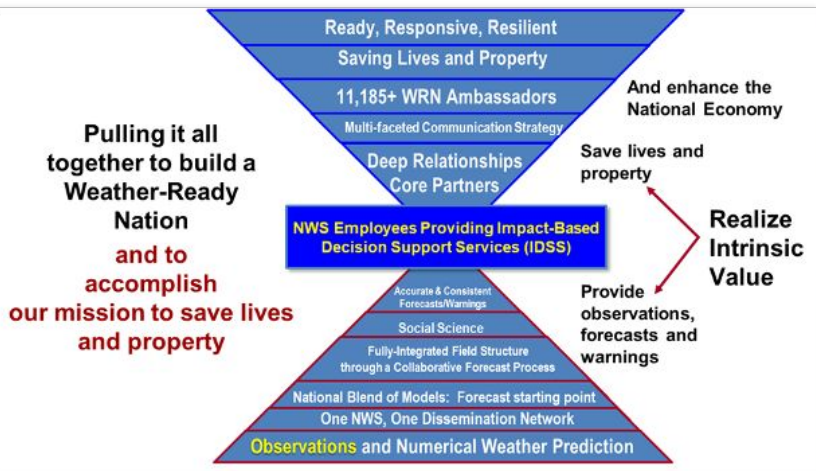 Ready, Responsive, Resilient
Saving Lives and Property
11,185+ WRN Ambassadors
Multi-faceted Communication Strategy
Deep Relationships
Core Partners
NWS Employees Providing Impact-Based
Decision Support Services (IDSS)
Accurate & Consistent
Forecasts/Warnings
Social Science
Fully-Integrated Field Structure
through a Collaborative Forecast Process
National Blend of Models: Forecast starting point
One NWS, One Dissemination Network
Observations and Numerical Weather Prediction
Pulling it all
together to build a
Weather-Ready
Nation
and to
accomplish
our mission to save lives
and property
And enhance the
National Economy
Save lives and
property
Realize
Intrinsic
Value
Provide
observations,
forecasts and
warnings